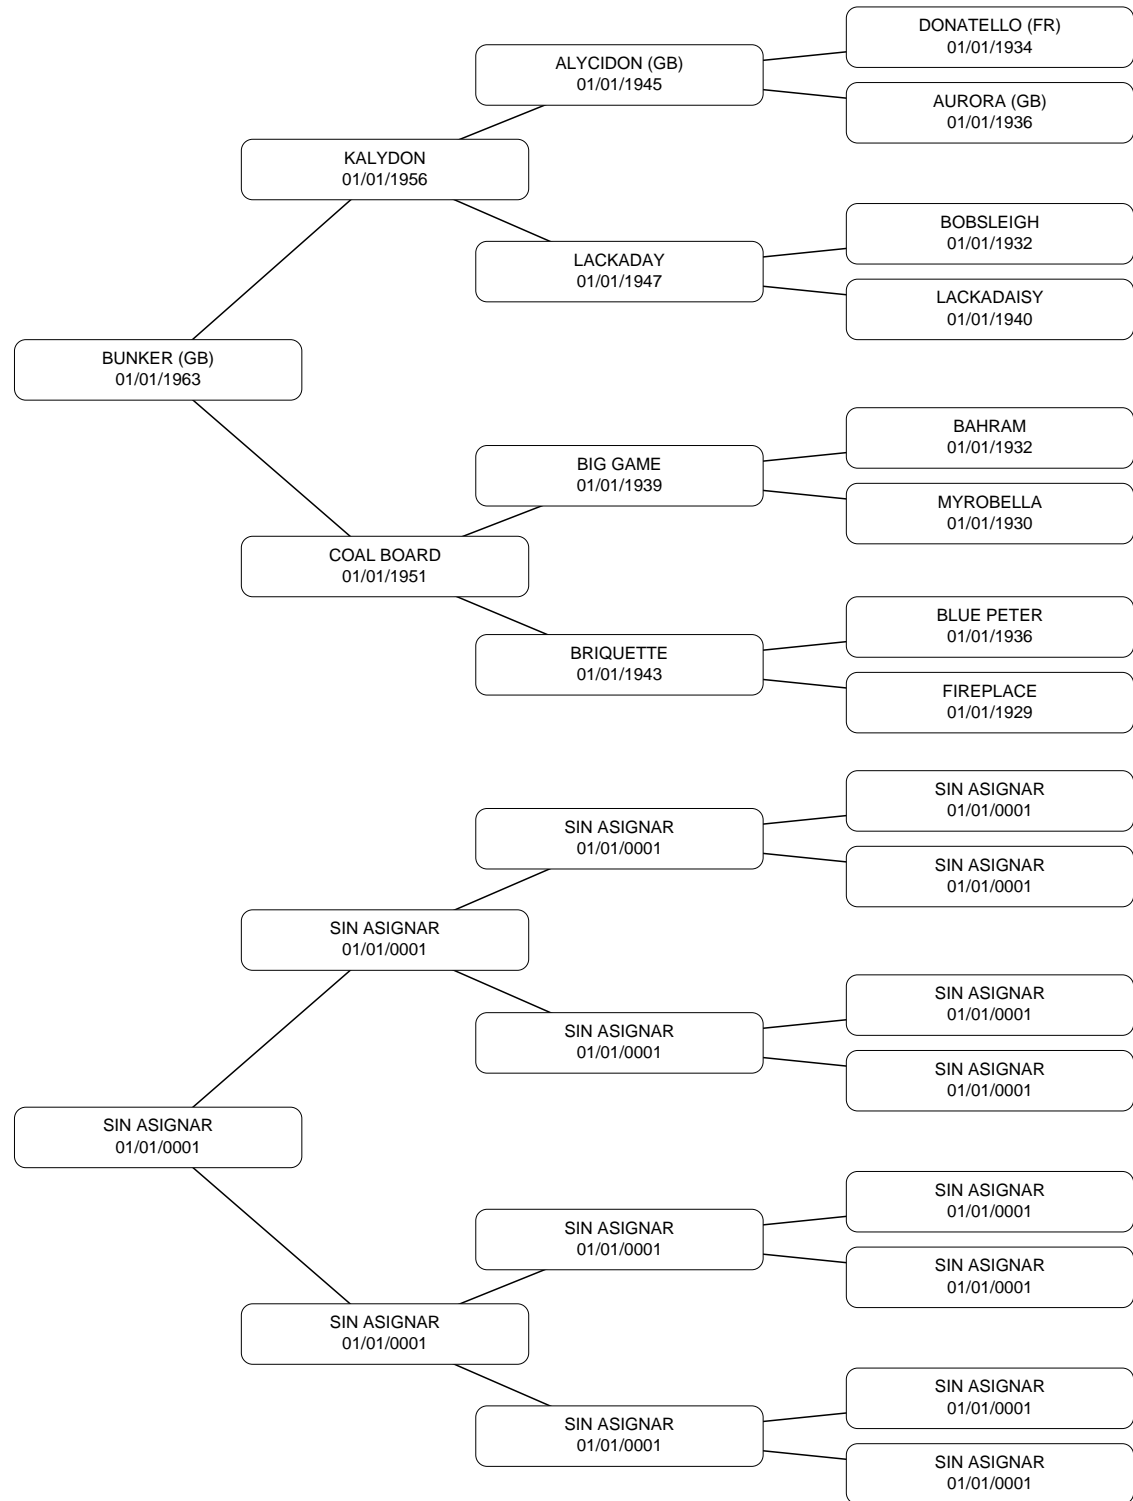 DONATELLO (FR)
01/01/1934
ALYCIDON (GB)
01/01/1945
AURORA (GB)
01/01/1936
KALYDON
01/01/1956
BOBSLEIGH
01/01/1932
LACKADAY
01/01/1947
LACKADAISY
01/01/1940
BUNKER (GB)
01/01/1963
BAHRAM
01/01/1932
BIG GAME
01/01/1939
MYROBELLA
01/01/1930
COAL BOARD
01/01/1951
BLUE PETER
01/01/1936
BRIQUETTE
01/01/1943
FIREPLACE
01/01/1929
SIN ASIGNAR
01/01/0001
SIN ASIGNAR
01/01/0001
SIN ASIGNAR
01/01/0001
SIN ASIGNAR
01/01/0001
SIN ASIGNAR
01/01/0001
SIN ASIGNAR
01/01/0001
SIN ASIGNAR
01/01/0001
SIN ASIGNAR
01/01/0001
SIN ASIGNAR
01/01/0001
SIN ASIGNAR
01/01/0001
SIN ASIGNAR
01/01/0001
SIN ASIGNAR
01/01/0001
SIN ASIGNAR
01/01/0001
SIN ASIGNAR
01/01/0001
SIN ASIGNAR
01/01/0001